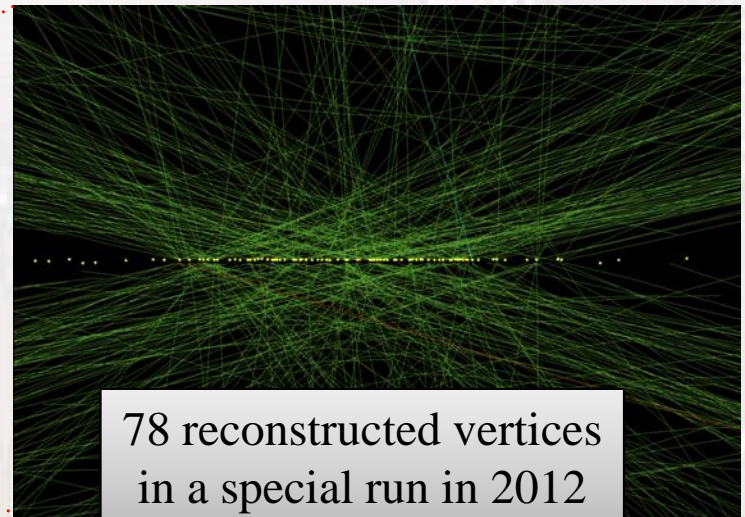 78 reconstructed vertices
in a special run in 2012